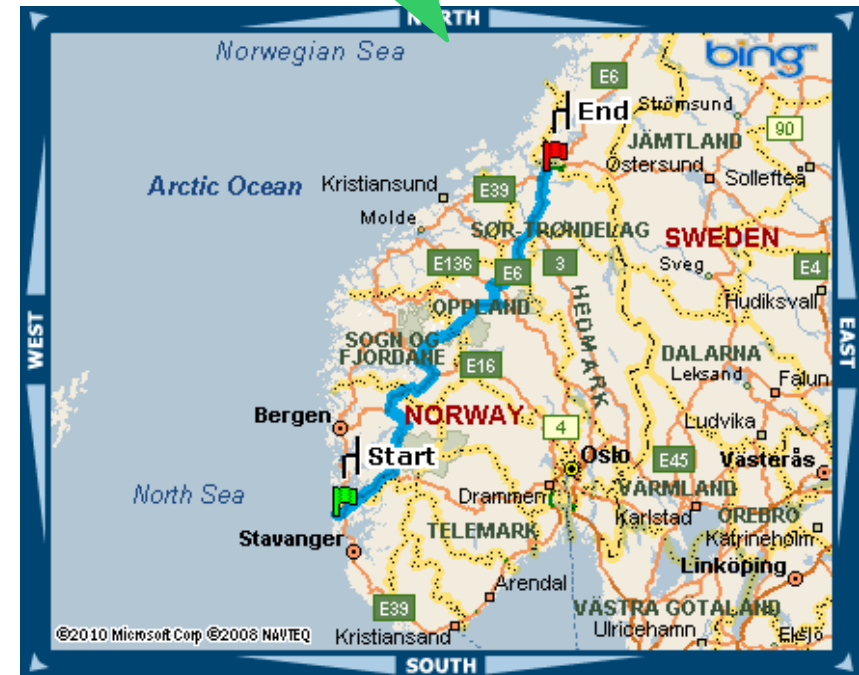 NORTH
Norwegian Sea
bing
E6
End
Strömsund
90
JÄMTLAND
Östersund
Sollefteå
Arctic Ocean
Kristiansund
E39
Molde
SØR-TRØNDELAG
SWEDEN
E136
E6
3
Sveg
E4
OPPLAND
HEDMARK
Hudiksvall
WEST
EAST
SOGN OG
FJORDANE
E16
DALARNA
Leksand
Falun
Bergen
NORWAY
4
Ludvika
Start
Oslo
E45
Västerås
North Sea
Drammen
VÄRMLAND
Karlstad
ÖREBRO
Stavanger
TELEMARK
Katrineholm
Linköping
Arendal
E39
VÄSTRA GÖTALAND
©2010 Microsoft Corp ©2008 NAVTEQ
Kristiansand
Ulricehamn
Eksjö
SOUTH